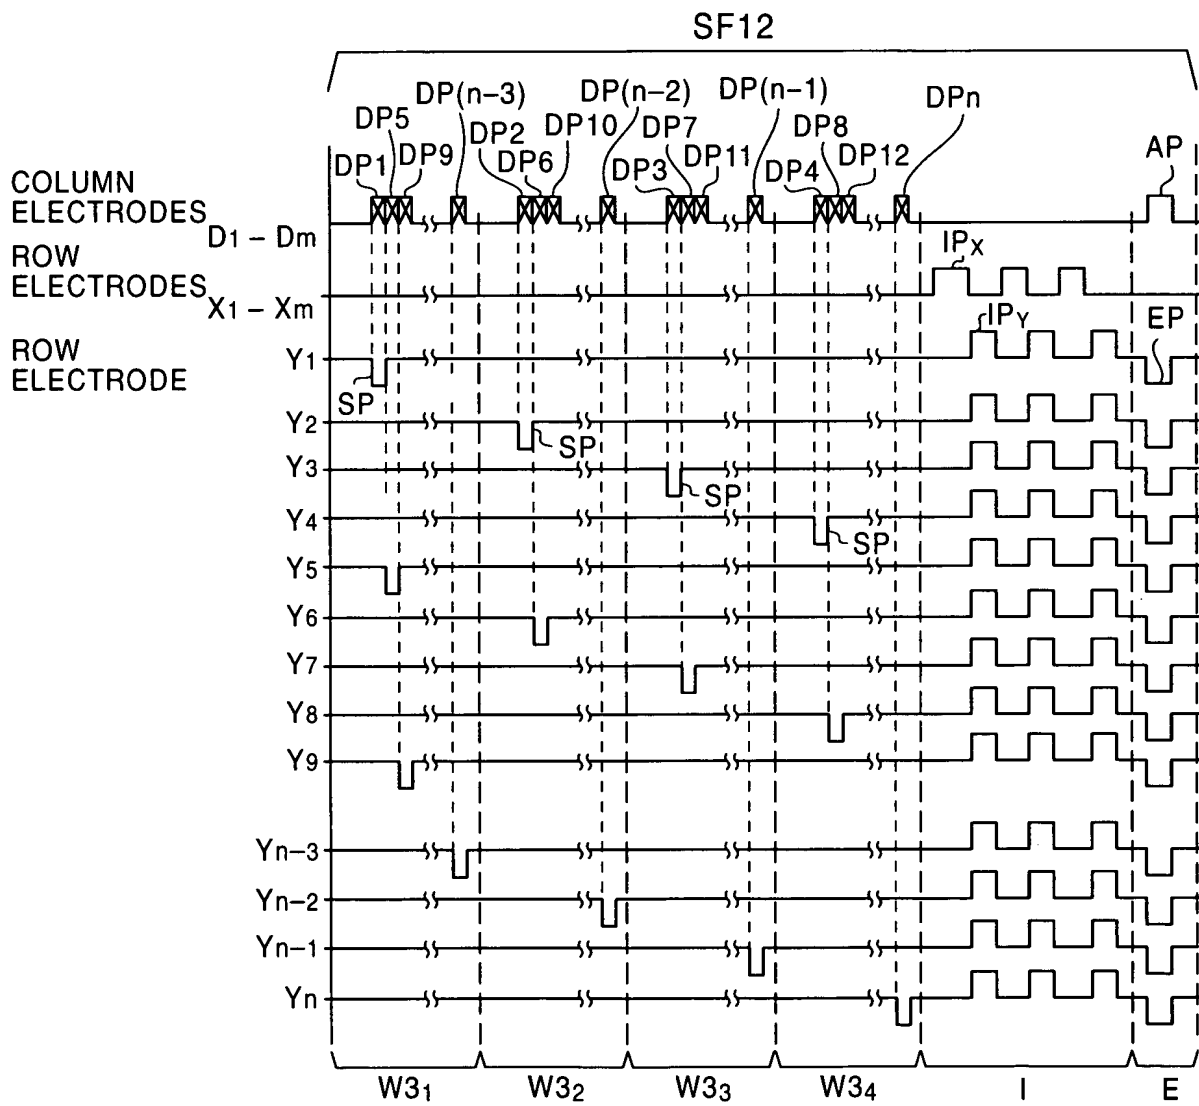 SF12
DP(n-3) DP(n-2) DP(n-1) DPn
DP5 DP2 DP10 DP7 DP8
DP1 DP9 DP6 DP3 DP11 DP4 DP12 AP
COLUMN
ELECTRODES D1 - Dm
ROW
ELECTRODES X1 - Xm IPX
ROW
ELECTRODE Y1 IPY EP
SP
Y2 SP
Y3 SP
Y4 SP
Y5
Y6
Y7
Y8
Y9
Yn-3
Yn-2
Yn-1
Yn
W31 W32 W33 W34 I E